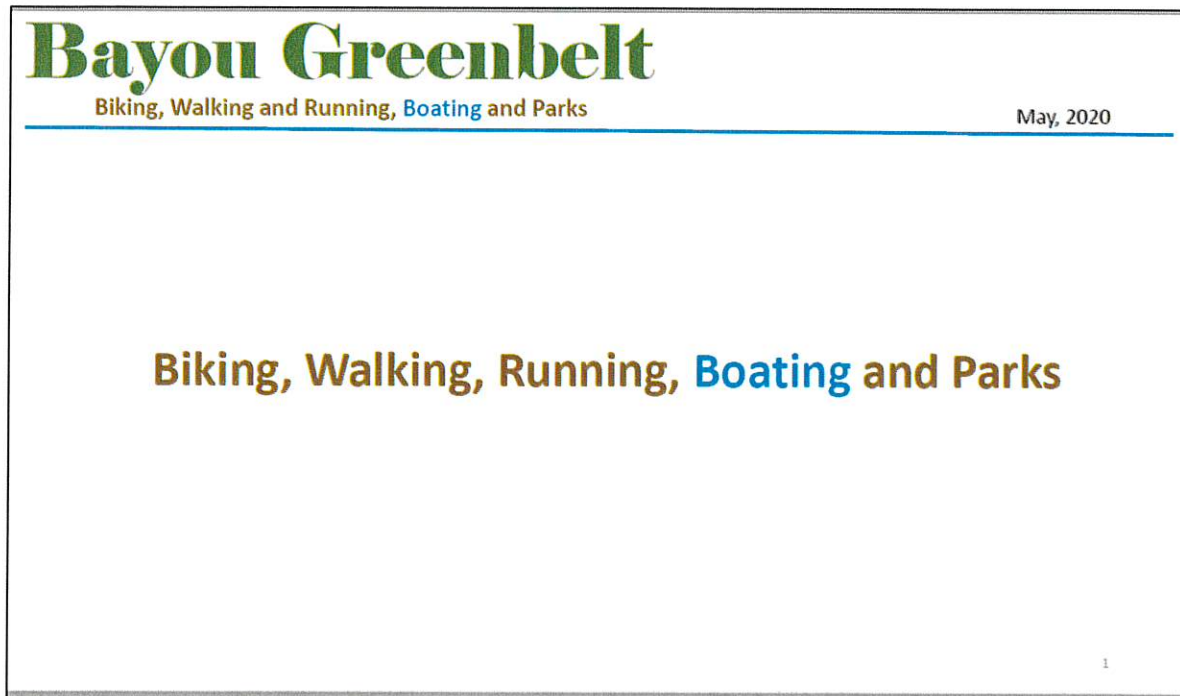 Bayou Greenbelt
Biking, Walking and Running, Boating and Parks
May, 2020
Biking, Walking, Running, Boating and Parks
1